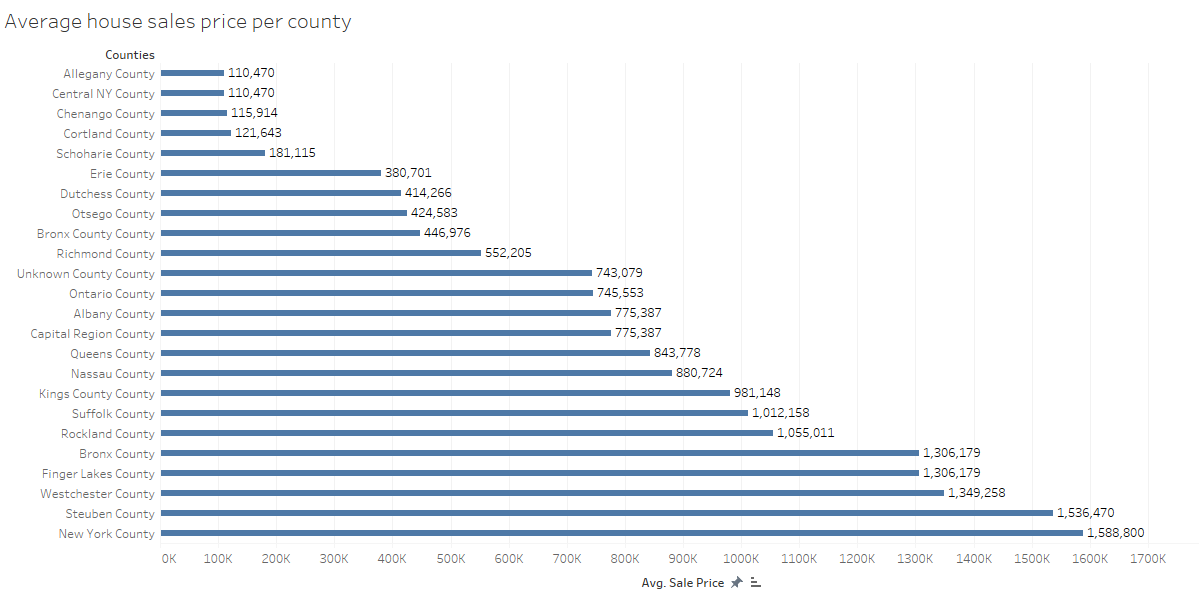 Average house sales price per county
Counties
Allegany County 110,470
Central NY County 110,470
Chenango County 115,914
Cortland County 121,643
Schoharie County 181,115
Erie County 380,701
Dutchess County 414,266
Otsego County 424,583
Bronx County County 446,976
Richmond County 552,205
Unknown County County 743,079
Ontario County 745,553
Albany County 775,387
Capital Region County 775,387
Queens County 843,778
Nassau County 880,724
Kings County County 981,148
Suffolk County 1,012,158
Rockland County 1,055,011
Bronx County 1,306,179
Finger Lakes County 1,306,179
Westchester County 1,349,258
Steuben County 1,536,470
New York County 1,588,800
0K 100K 200K 300K 400K 500K 600K 700K 800K 900K 1000K 1100K 1200K 1300K 1400K 1500K 1600K 1700K
Avg. Sale Price